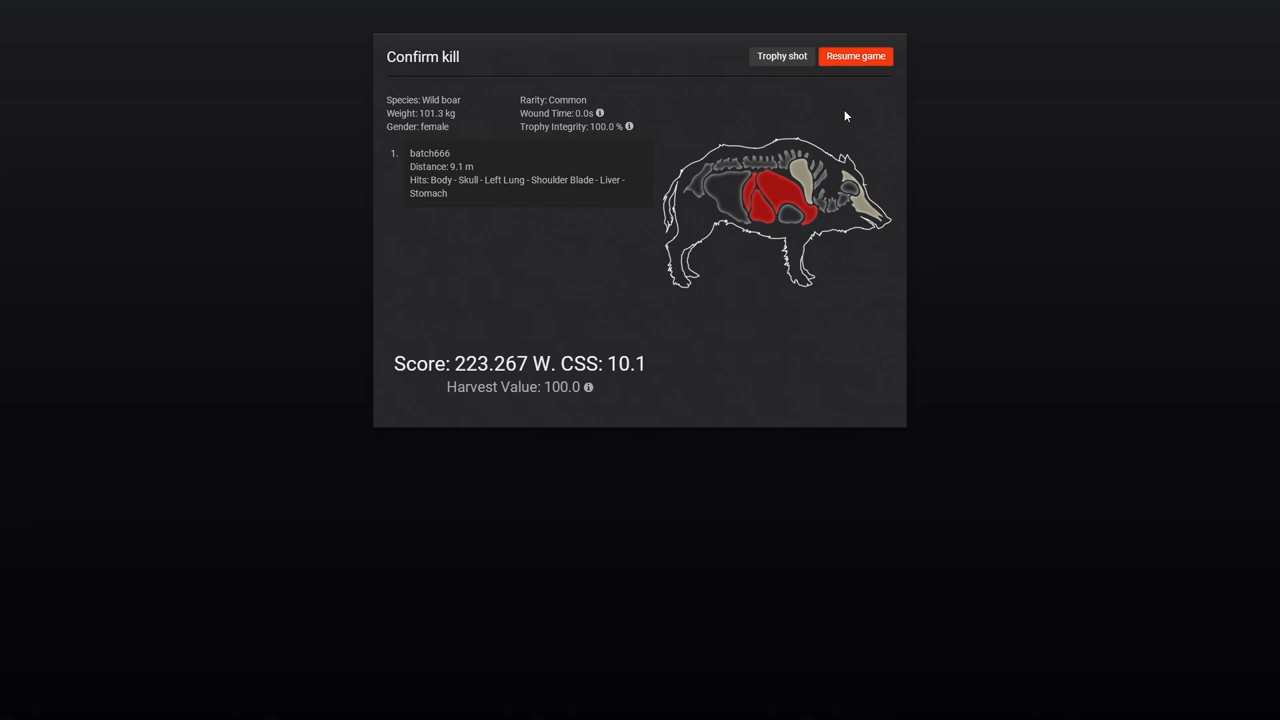 Confirm kill
Trophy shot
Resume game
Species: Wild boar
Rarity: Common
Weight: 101.3 kg
Wound Time: 0.0s
Gender: female
Trophy Integrity: 100.0 %
1. batch666
Distance: 9.1 m
Hits: Body - Skull - Left Lung - Shoulder Blade - Liver -
Stomach
Score: 223.267 W. CSS: 10.1
Harvest Value: 100.0